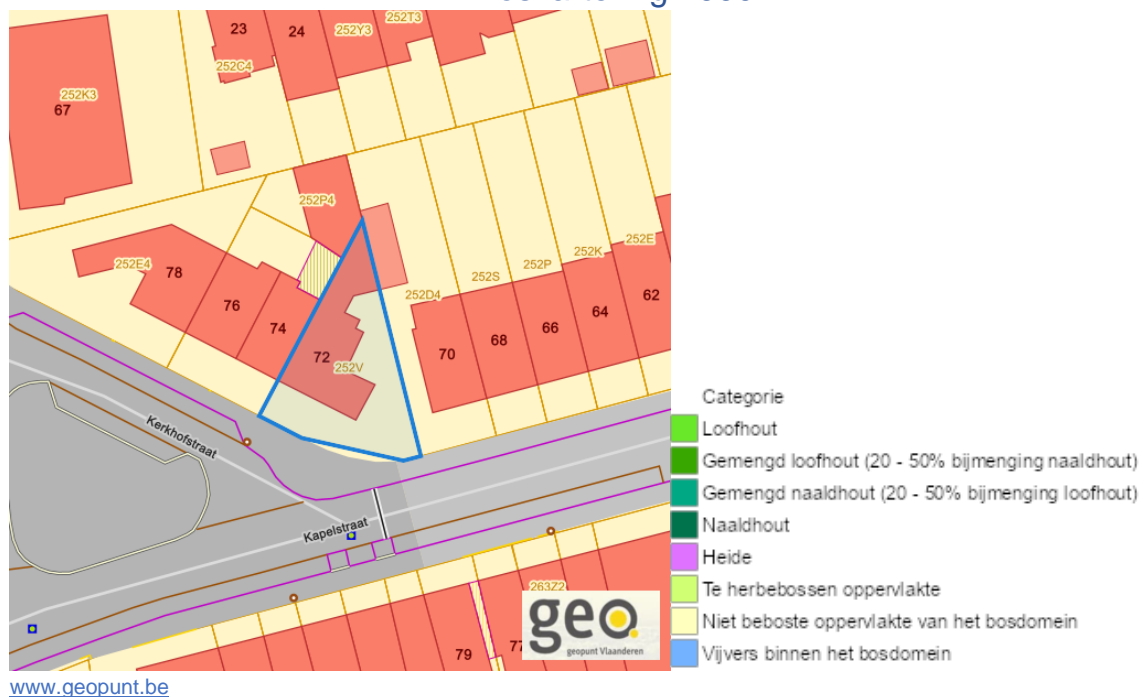 23
24
252Y3
252T3
252C4
252K3
67
252P4
252E4
78
76
74
72
252V
252D4
252S
252P
252K
252E
70
68
66
64
62
Kerkhofstraat
Kapelstraat
263Z2
79
geo
geopunt Vlaanderen
Categorie
Loofhout
Gemengd loofhout (20 - 50% bijmenging naaldhout)
Gemengd naaldhout (20 - 50% bijmenging loofhout)
Naaldhout
Heide
Te herbebossen oppervlakte
Niet beboste oppervlakte van het bosdomein
Vijvers binnen het bosdomein
www.geopunt.be